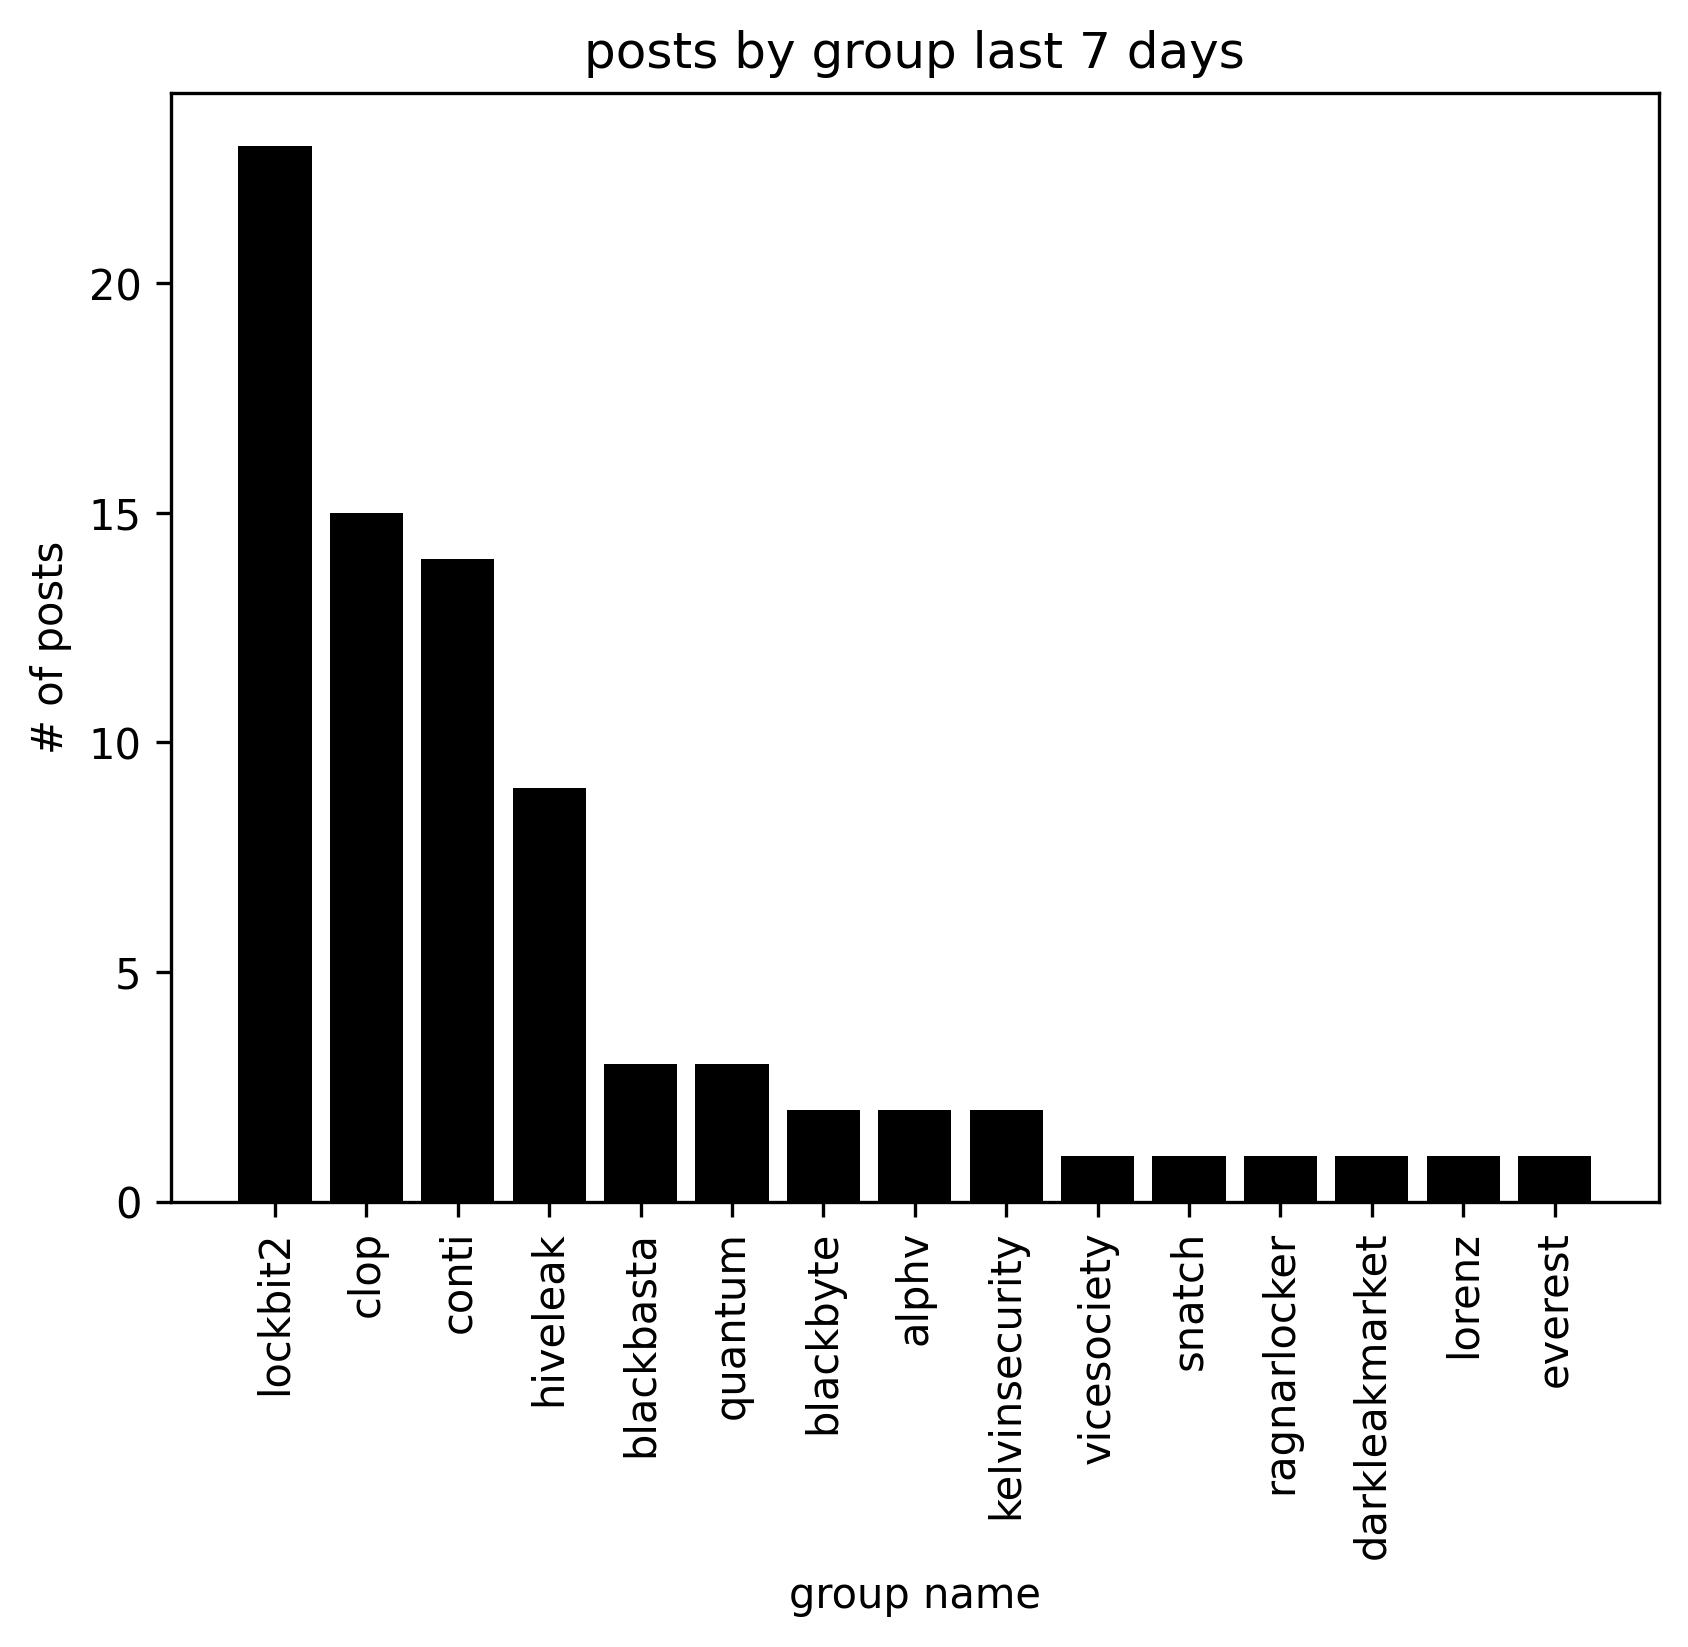 posts by group last 7 days
# of posts
20
15
10
5
0
lockbit2
clop
conti
hiveleak
blackbasta
quantum
blackbyte
alphv
kelvinsecurity
vicesociety
snatch
ragnarlocker
darkleakmarket
lorenz
everest
group name